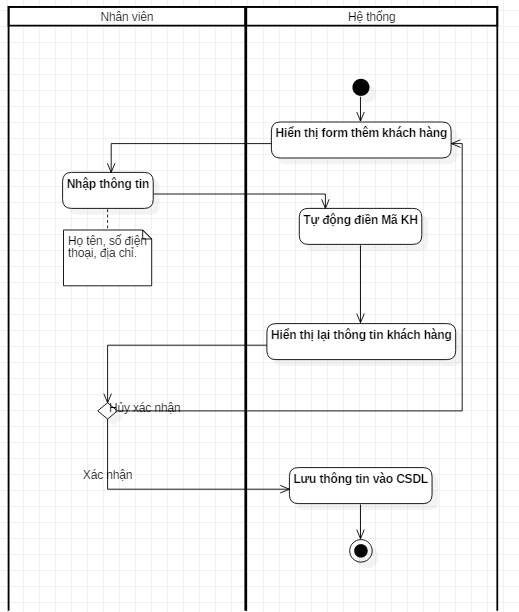 Nhân viên
Hệ thống
Hiển thị form thêm khách hàng
Nhập thông tin
Tự động điền Mã KH
Họ tên, số điện
thoại, địa chỉ.
Hiển thị lại thông tin khách hàng
Hủy xác nhận
Xác nhận
Lưu thông tin vào CSDL